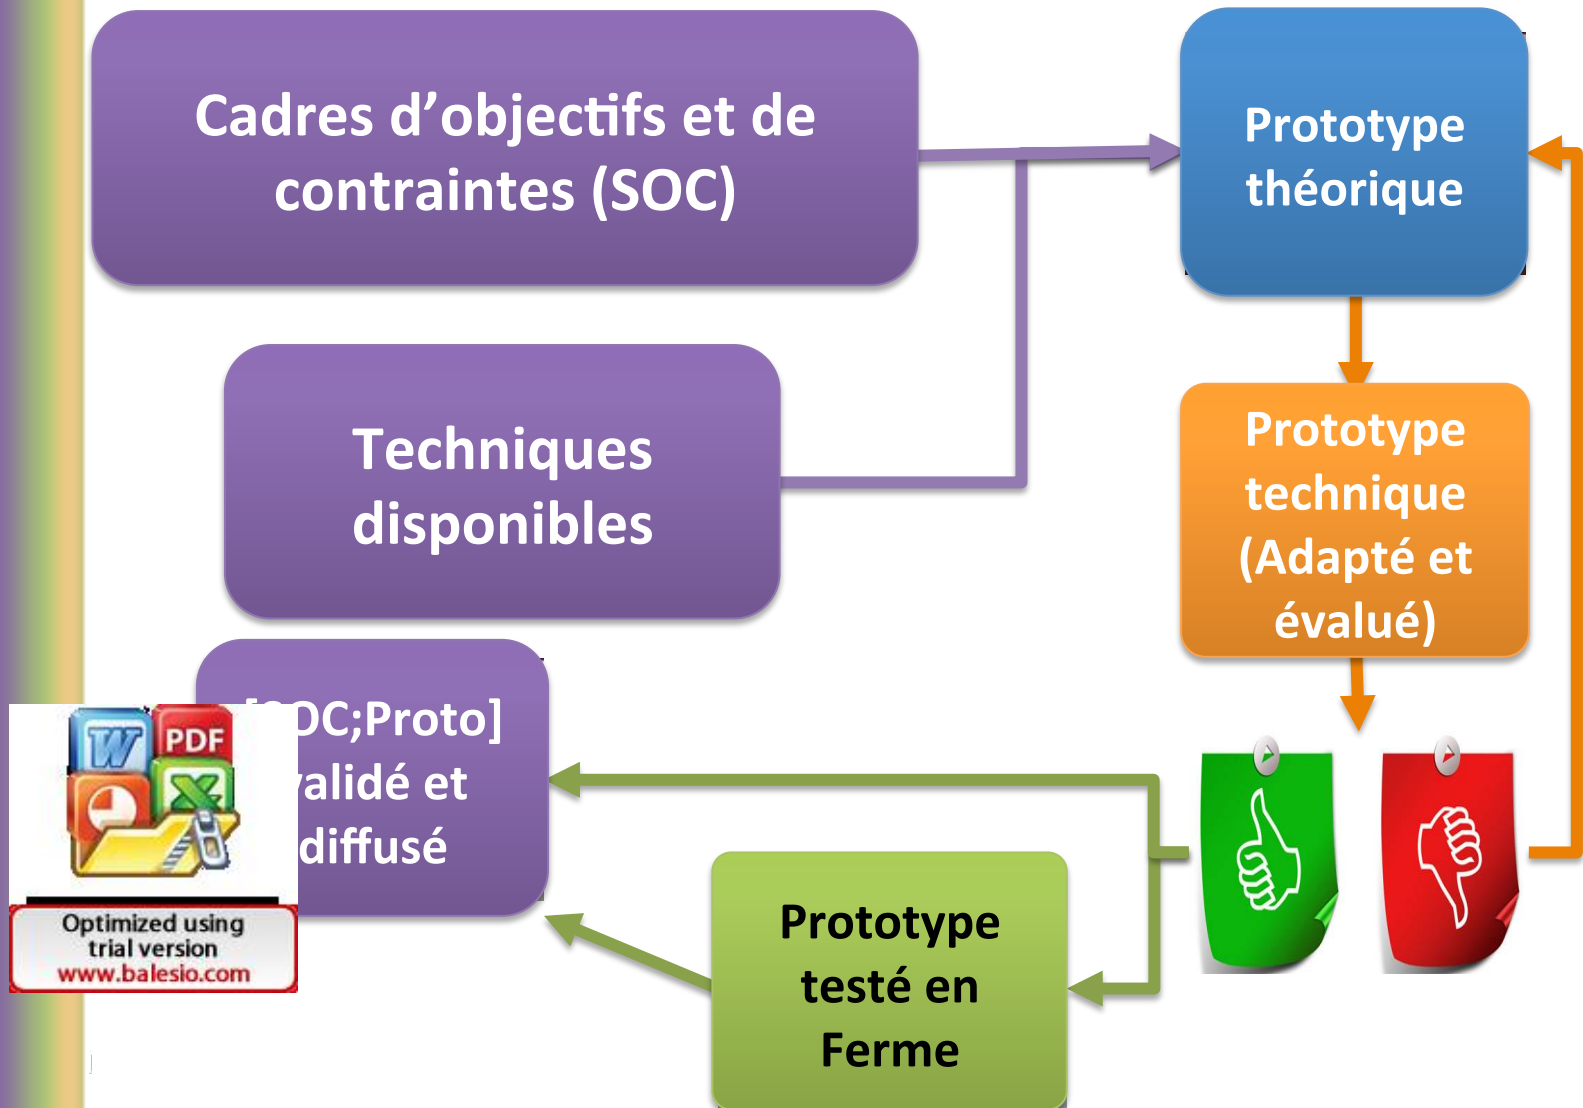 Cadres d’objectifs et de
contraintes (SOC)
Prototype
théorique
Techniques
disponibles
Prototype
technique
(Adapté et
évalué)
OC;Proto]
validé et
diffusé
W
PDF
X
Optimized using
trial version
www.balesio.com
Prototype
testé en
Ferme